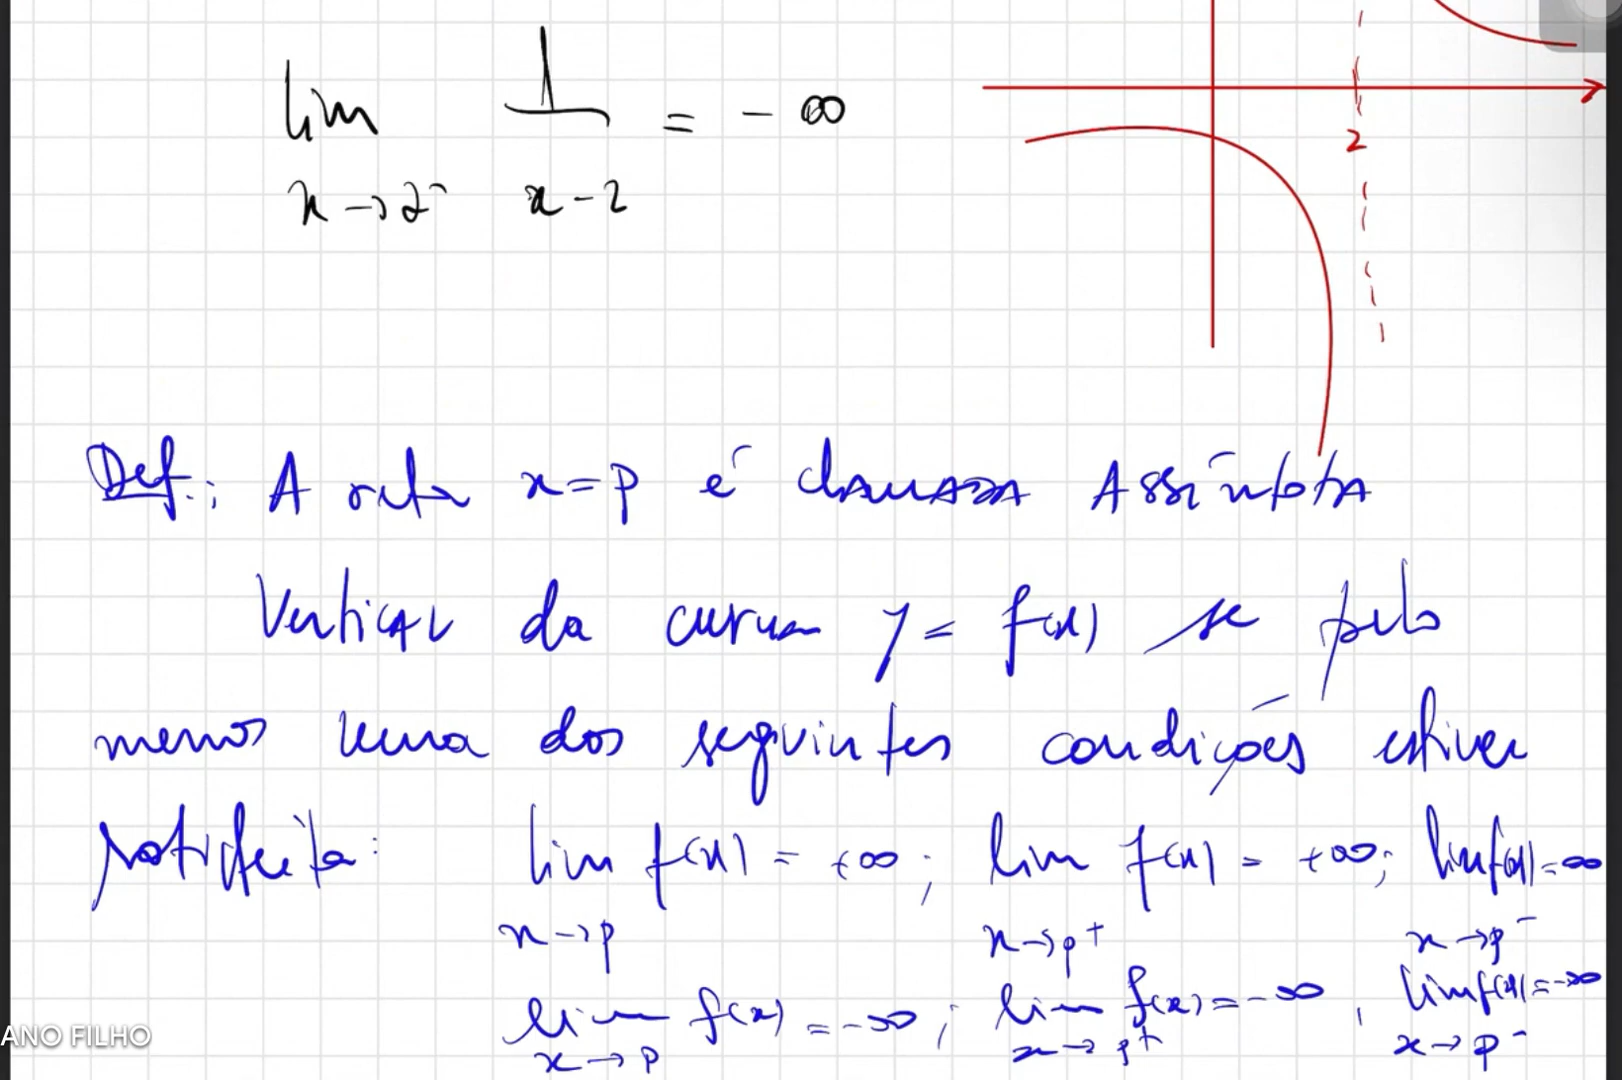 lim 1/(x-2) = - ∞
x→2⁻
2
Def.: A reta x=p é chamada Assíntota
Vertical da curva y = f(x) se pelo
menos uma dos seguintes condições estiver
satisfeita: lim f(x) = +∞ ; lim f(x) = +∞; lim f(x) = ∞
x→p x→p⁺ x→p⁻
lim f(x) = -∞ ; lim f(x) = -∞ , lim f(x) = -∞
x→p x→p⁺ x→p⁻
ANO FILHO